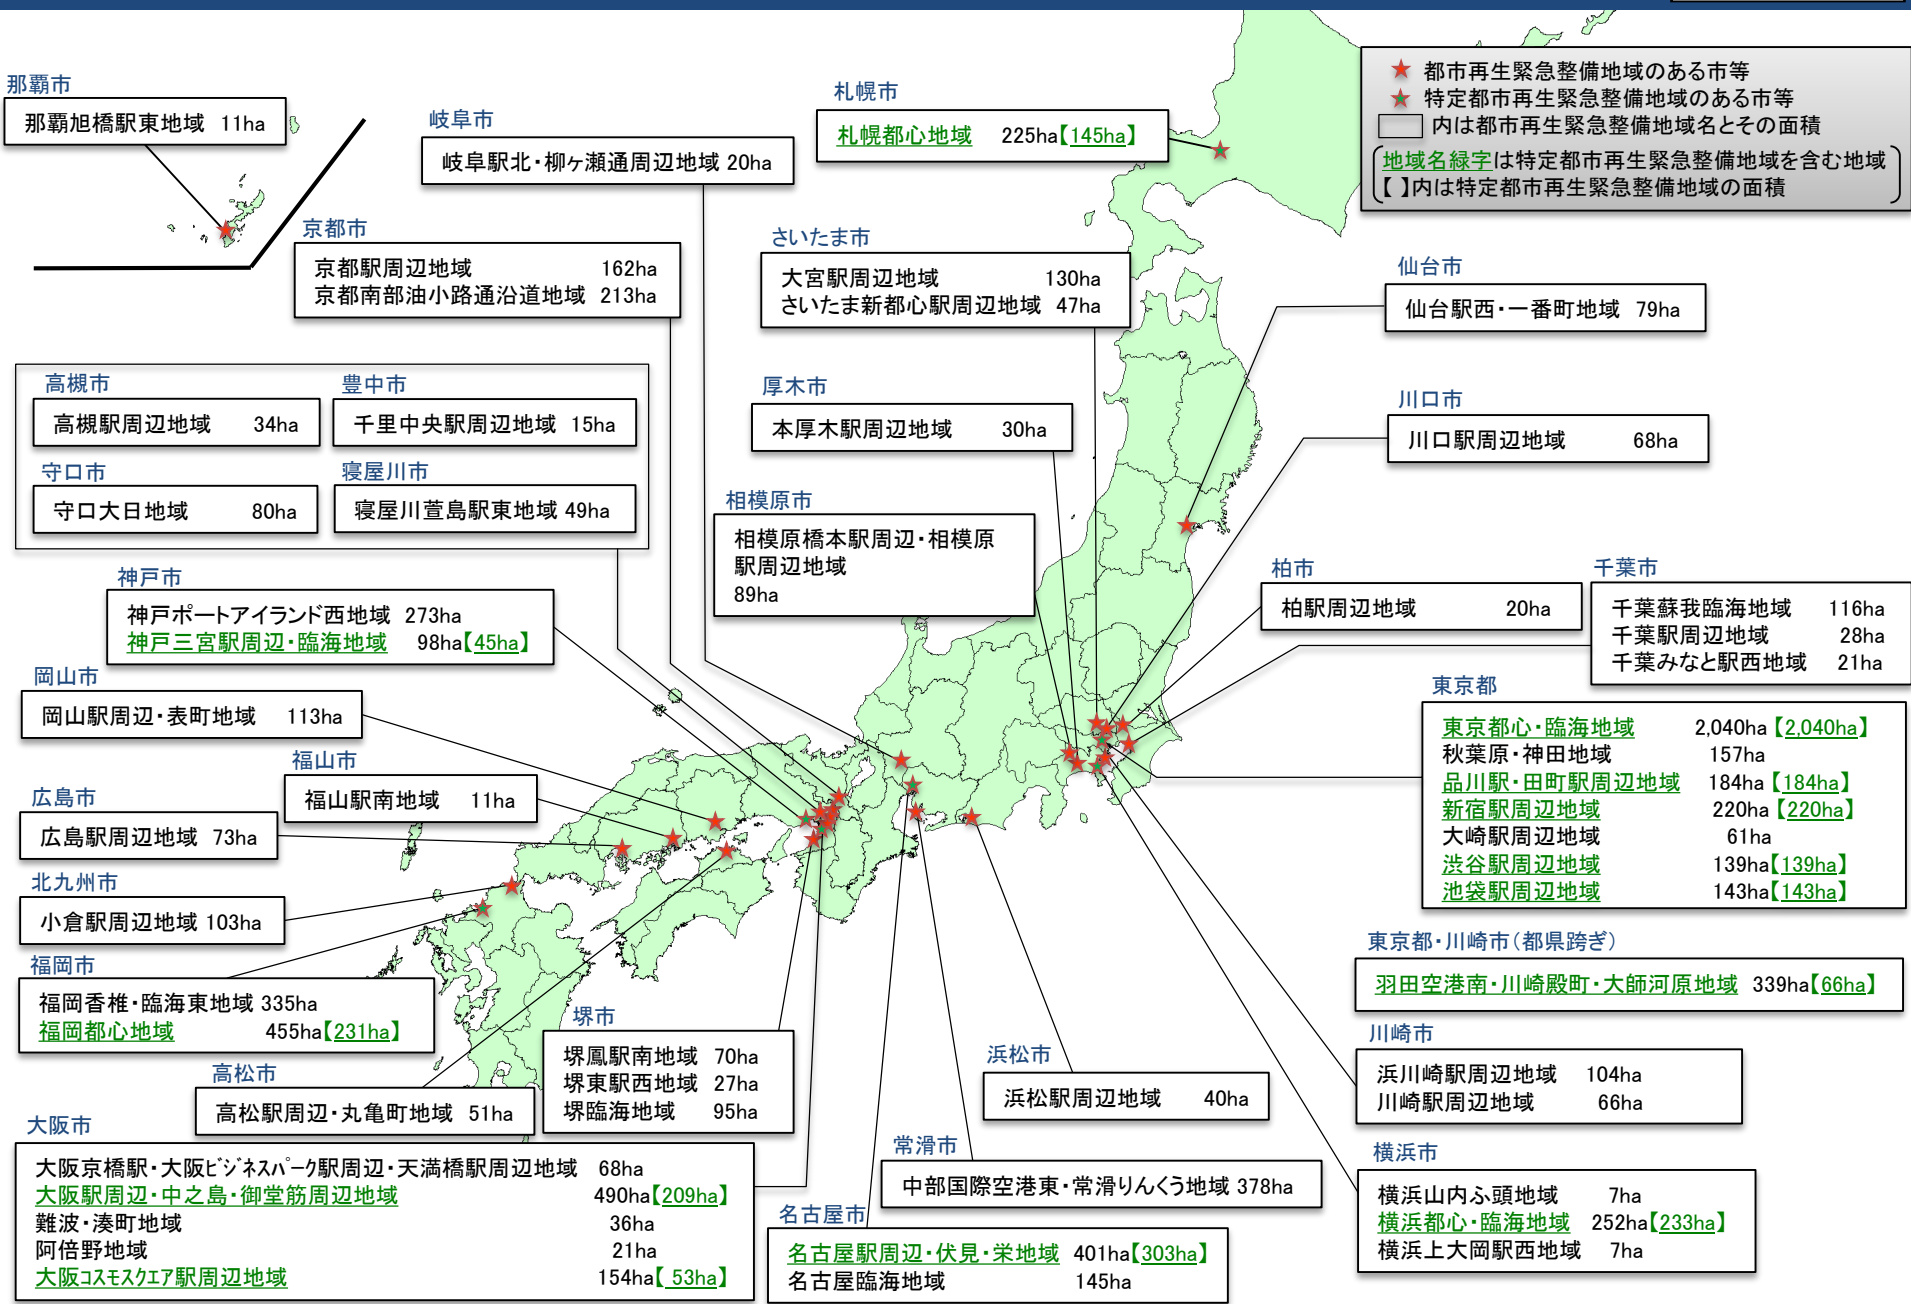 那覇市
那覇旭橋駅東地域 11ha
岐阜市
岐阜駅北・柳ヶ瀬通周辺地域 20ha
札幌市
札幌都心地域 225ha【145ha】
★ 都市再生緊急整備地域のある市等
★ 特定都市再生緊急整備地域のある市等
内は都市再生緊急整備地域名とその面積
地域名緑字は特定都市再生緊急整備地域を含む地域
【 】内は特定都市再生緊急整備地域の面積
京都市
京都駅周辺地域 162ha
京都南部油小路通沿道地域 213ha
さいたま市
大宮駅周辺地域 130ha
さいたま新都心駅周辺地域 47ha
仙台市
仙台駅西・一番町地域 79ha
高槻市
高槻駅周辺地域 34ha
豊中市
千里中央駅周辺地域 15ha
守口市
守口大日地域 80ha
寝屋川市
寝屋川萱島駅東地域 49ha
厚木市
本厚木駅周辺地域 30ha
川口市
川口駅周辺地域 68ha
相模原市
相模原橋本駅周辺・相模原
駅周辺地域
89ha
神戸市
神戸ポートアイランド西地域 273ha
神戸三宮駅周辺・臨海地域 98ha【45ha】
柏市
柏駅周辺地域 20ha
千葉市
千葉蘇我臨海地域 116ha
千葉駅周辺地域 28ha
千葉みなと駅西地域 21ha
岡山市
岡山駅周辺・表町地域 113ha
福山市
福山駅南地域 11ha
広島市
広島駅周辺地域 73ha
北九州市
小倉駅周辺地域 103ha
福岡市
福岡香椎・臨海東地域 335ha
福岡都心地域 455ha【231ha】
東京都
東京都心・臨海地域 2,040ha【2,040ha】
秋葉原・神田地域 157ha
品川駅・田町駅周辺地域 184ha【184ha】
新宿駅周辺地域 220ha【220ha】
大崎駅周辺地域 61ha
渋谷駅周辺地域 139ha【139ha】
池袋駅周辺地域 143ha【143ha】
東京都・川崎市(都県跨ぎ)
羽田空港南・川崎殿町・大師河原地域 339ha【66ha】
川崎市
浜川崎駅周辺地域 104ha
川崎駅周辺地域 66ha
高松市
高松駅周辺・丸亀町地域 51ha
堺市
堺鳳駅南地域 70ha
堺東駅西地域 27ha
堺臨海地域 95ha
浜松市
浜松駅周辺地域 40ha
大阪市
大阪京橋駅・大阪ビジネスパーク駅周辺・天満橋駅周辺地域 68ha
大阪駅周辺・中之島・御堂筋周辺地域 490ha【209ha】
難波・湊町地域 36ha
阿倍野地域 21ha
大阪コスモスクエア駅周辺地域 154ha【 53ha】
常滑市
中部国際空港東・常滑りんくう地域 378ha
名古屋市
名古屋駅周辺・伏見・栄地域 401ha【303ha】
名古屋臨海地域 145ha
横浜市
横浜山内ふ頭地域 7ha
横浜都心・臨海地域 252ha【233ha】
横浜上大岡駅西地域 7ha